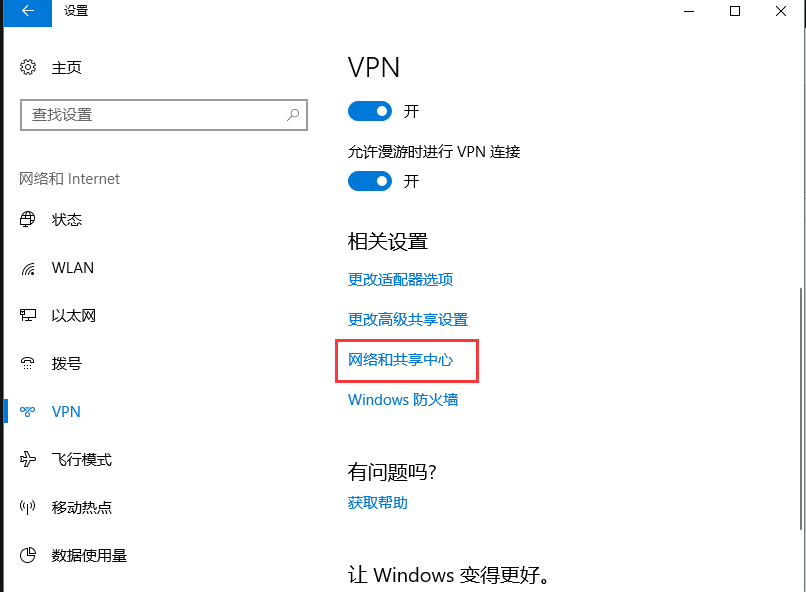 设置
主页
查找设置
网络和 Internet
状态
WLAN
以太网
拨号
VPN
飞行模式
移动热点
数据使用量
VPN
开
允许漫游时进行 VPN 连接
开
相关设置
更改适配器选项
更改高级共享设置
网络和共享中心
Windows 防火墙
有问题吗?
获取帮助
让 Windows 变得更好。